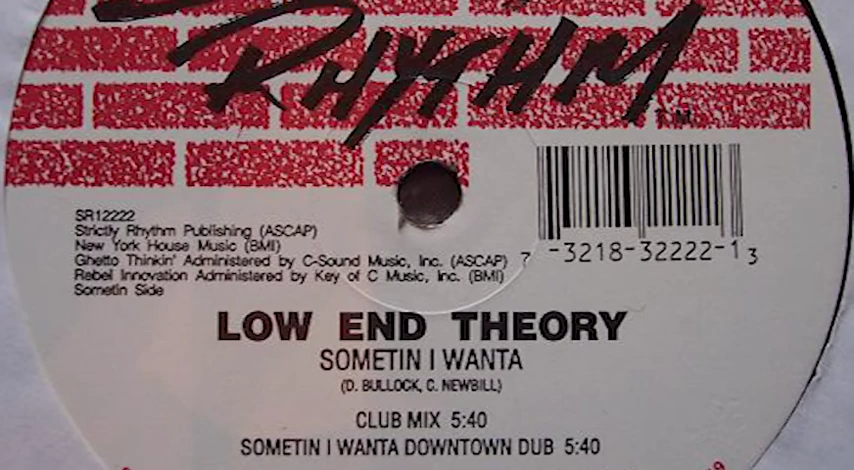 RHYTHM
T.M.
SR12222
Strictly Rhythm Publishing (ASCAP)
New York House Music (BMI)
Ghetto Thinkin' Administered by C-Sound Music, Inc. (ASCAP)
Rebel Innovation Administered by Key of C Music, Inc. (BMI)
Sometin Side
7 -3218-32222-1 3
LOW END THEORY
SOMETIN I WANTA
(D. BULLOCK, C. NEWBILL)
CLUB MIX 5:40
SOMETIN I WANTA DOWNTOWN DUB 5:40